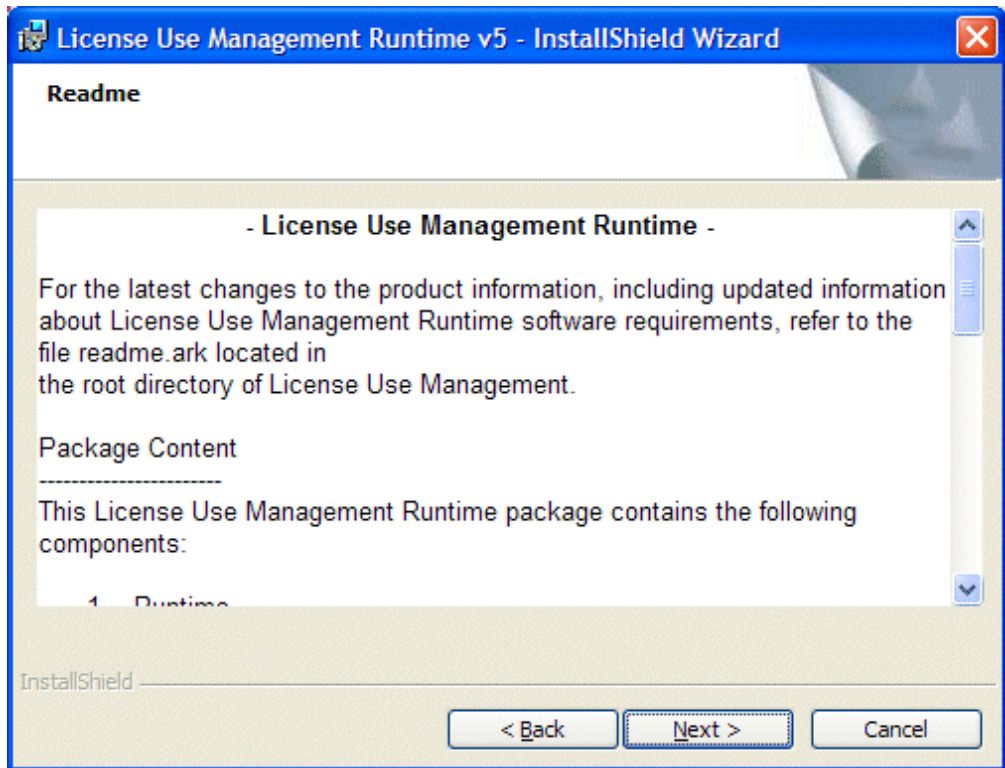 License Use Management Runtime v5 - InstallShield Wizard
Readme
- License Use Management Runtime -
For the latest changes to the product information, including updated information
about License Use Management Runtime software requirements, refer to the
file readme.ark located in
the root directory of License Use Management.
Package Content
-----------------------
This License Use Management Runtime package contains the following
components:
1. Runtime
InstallShield
< Back
Next >
Cancel